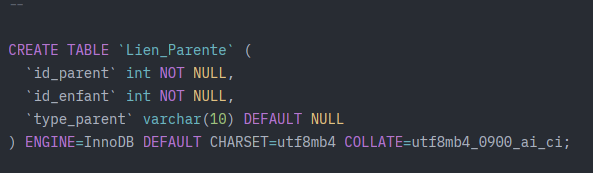 --
CREATE TABLE `Lien_Parente` (
  `id_parent` int NOT NULL,
  `id_enfant` int NOT NULL,
  `type_parent` varchar(10) DEFAULT NULL
) ENGINE=InnoDB DEFAULT CHARSET=utf8mb4 COLLATE=utf8mb4_0900_ai_ci;